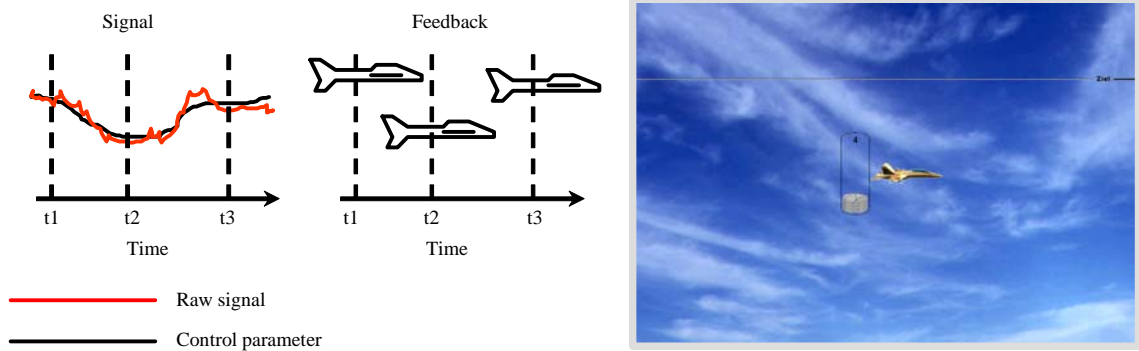 Signal
t1 t2 t3
Time
Feedback
t1 t2 t3
Time
Raw signal
Control parameter
Ziel
4